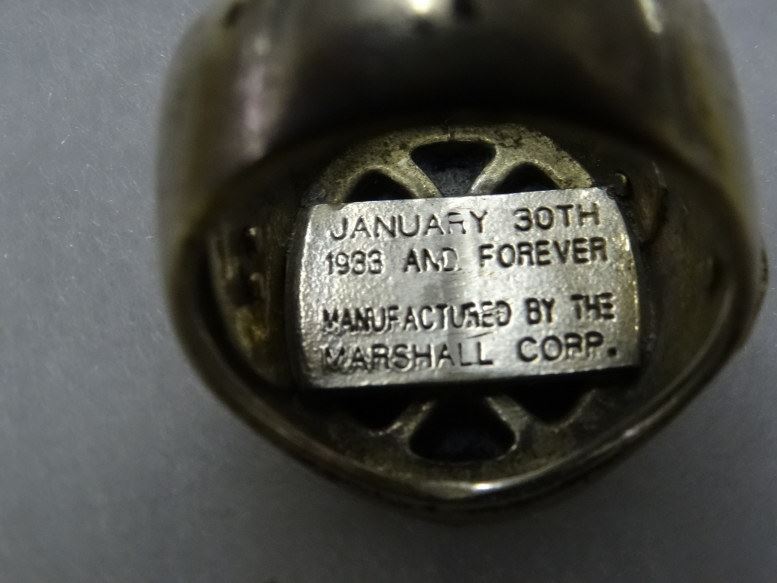 JANUARY 30TH
1933 AND FOREVER
MANUFACTURED BY THE
MARSHALL CORP.